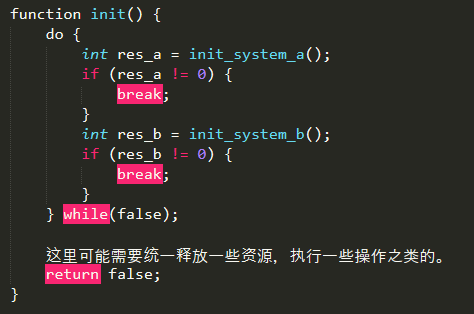 function init() {
    do {
        int res_a = init_system_a();
        if (res_a != 0) {
            break;
        }
        int res_b = init_system_b();
        if (res_b != 0) {
            break;
        }
    } while(false);
    这里可能需要统一释放一些资源，执行一些操作之类的。
    return false;
}